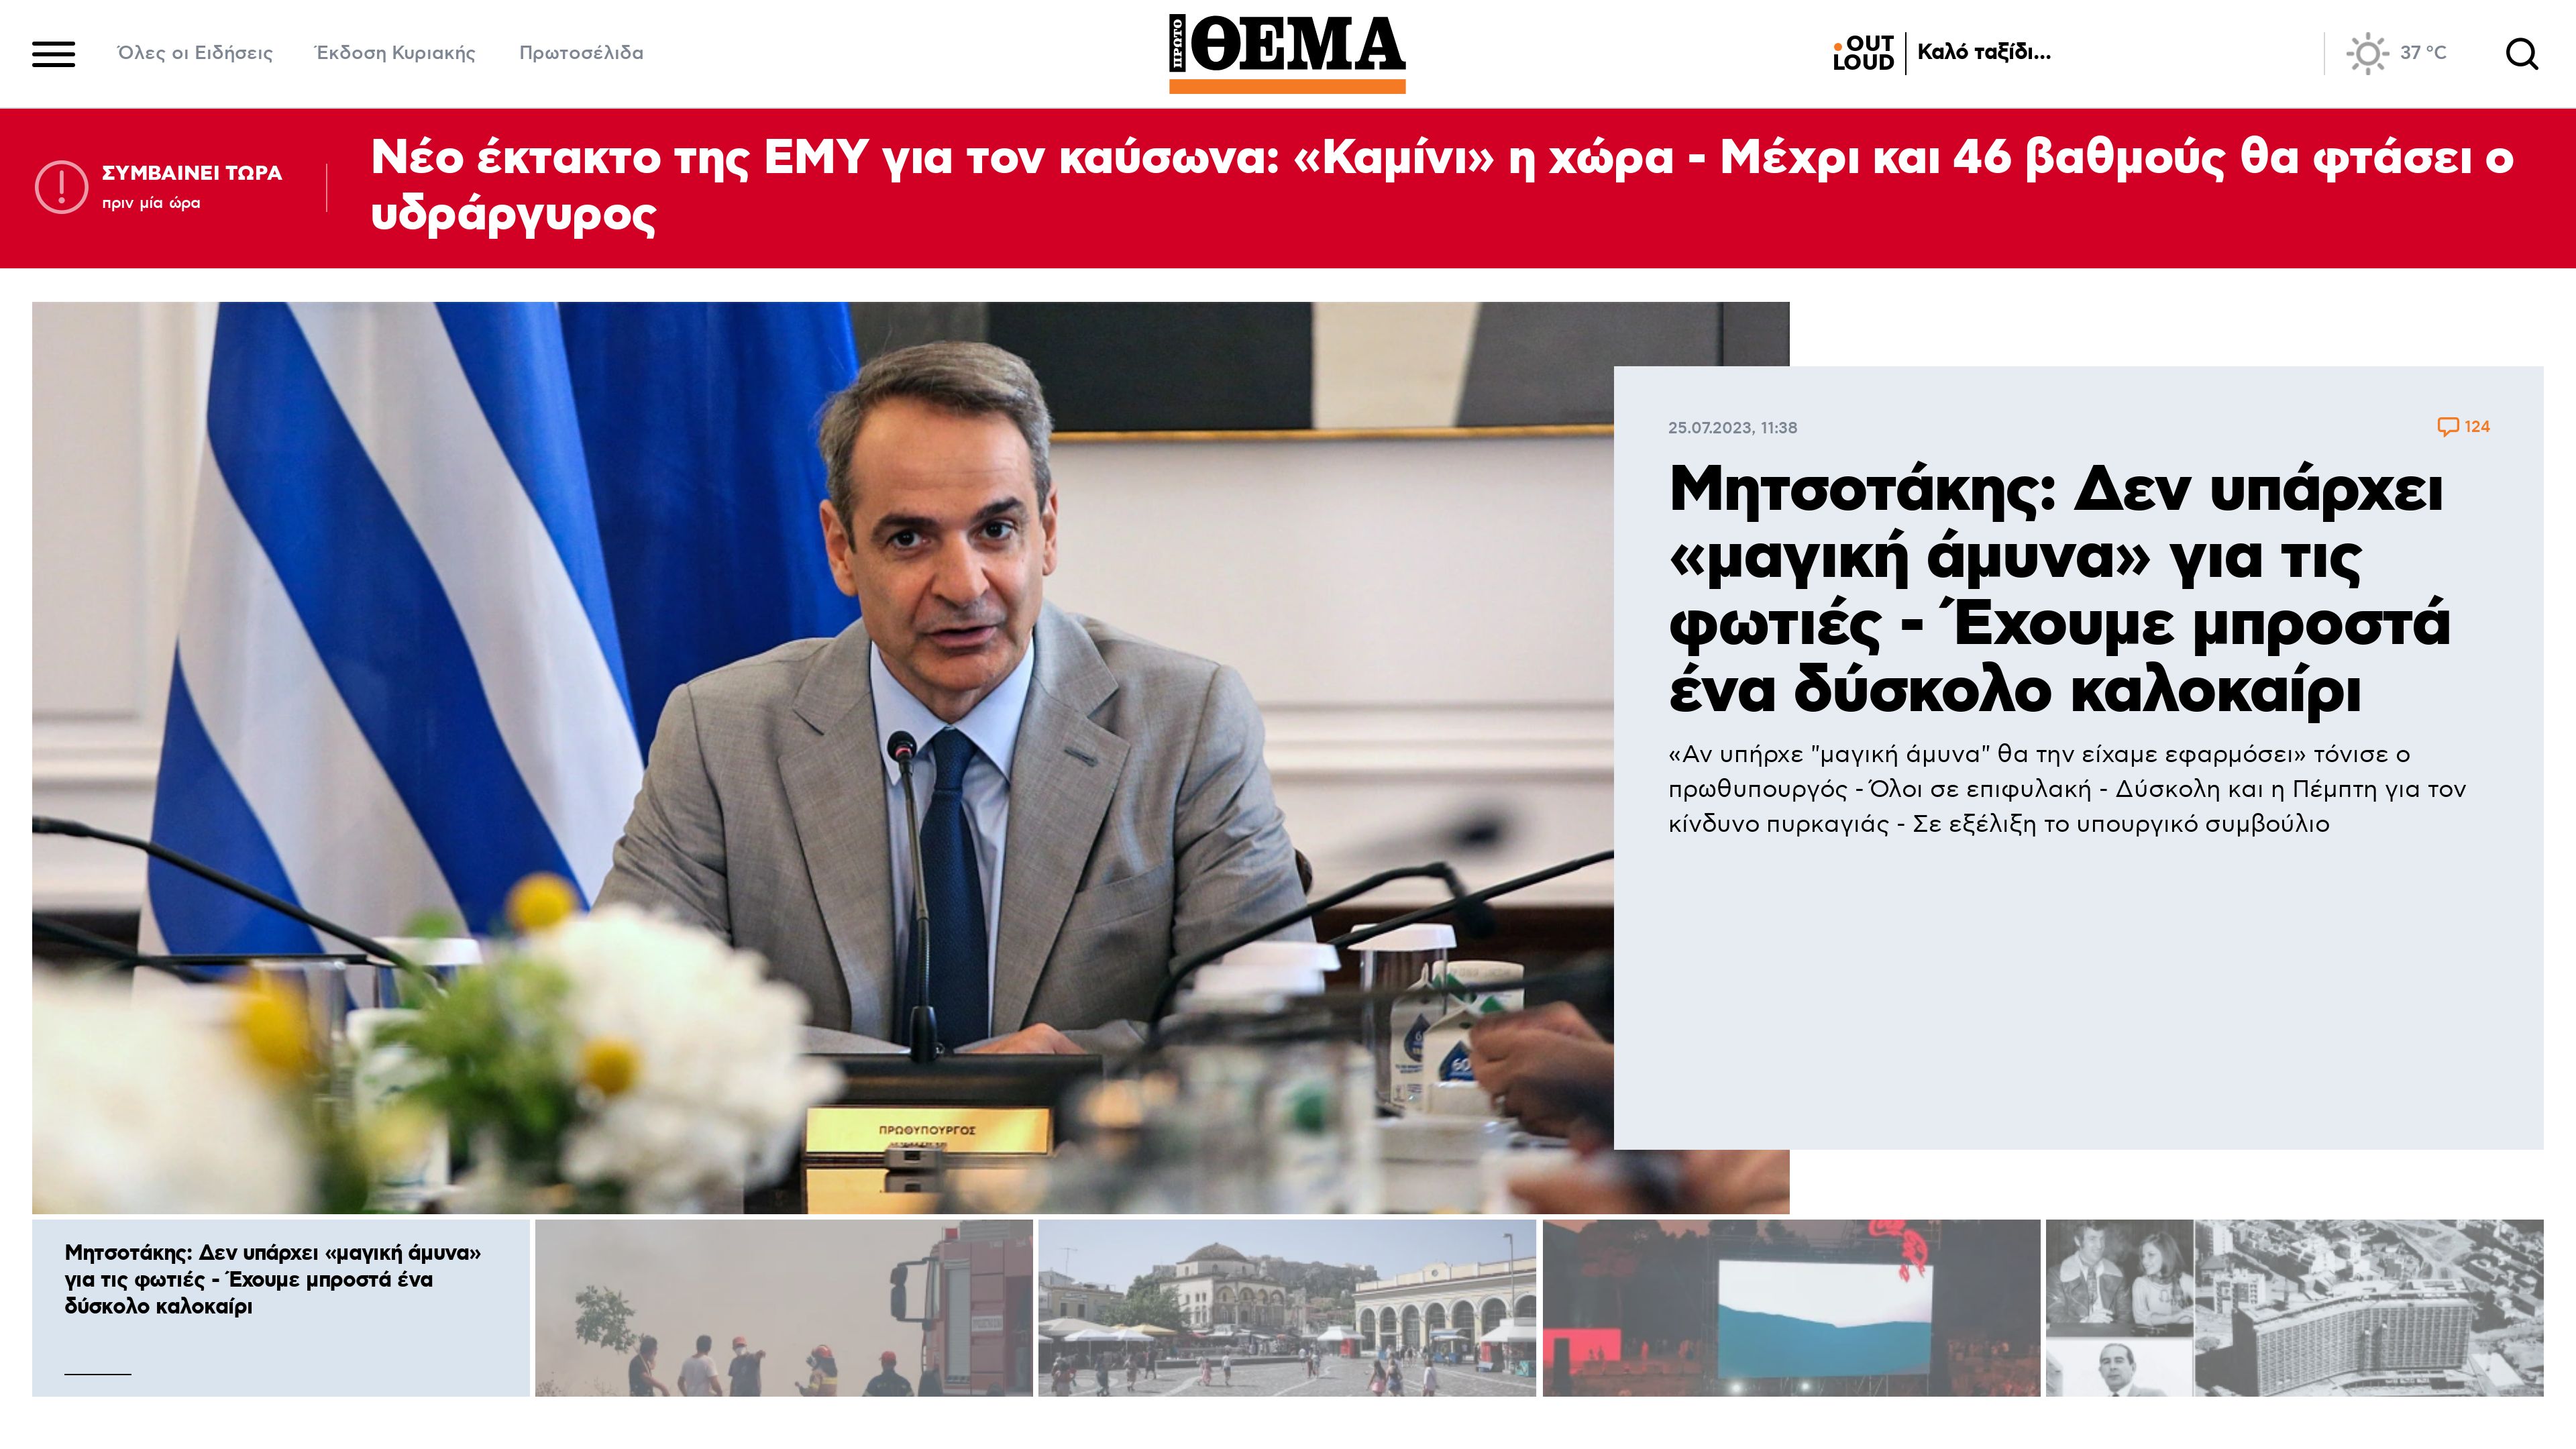 Όλες οι Ειδήσεις
Έκδοση Κυριακής
Πρωτοσέλιδα
ΠΡΩΤΟ ΘΕΜΑ
OUT
LOUD
Καλό ταξίδι...
37 °C
ΣΥΜΒΑΙΝΕΙ ΤΩΡΑ
πριν μία ώρα
Νέο έκτακτο της ΕΜΥ για τον καύσωνα: «Καμίνι» η χώρα - Μέχρι και 46 βαθμούς θα φτάσει ο
υδράργυρος
25.07.2023, 11:38
124
Μητσοτάκης: Δεν υπάρχει
«μαγική άμυνα» για τις
φωτιές - Έχουμε μπροστά
ένα δύσκολο καλοκαίρι
«Αν υπήρχε "μαγική άμυνα" θα την είχαμε εφαρμόσει» τόνισε ο
πρωθυπουργός - Όλοι σε επιφυλακή - Δύσκολη και η Πέμπτη για τον
κίνδυνο πυρκαγιάς - Σε εξέλιξη το υπουργικό συμβούλιο
ΠΡΩΘΥΠΟΥΡΓΟΣ
Μητσοτάκης: Δεν υπάρχει «μαγική άμυνα»
για τις φωτιές - Έχουμε μπροστά ένα
δύσκολο καλοκαίρι